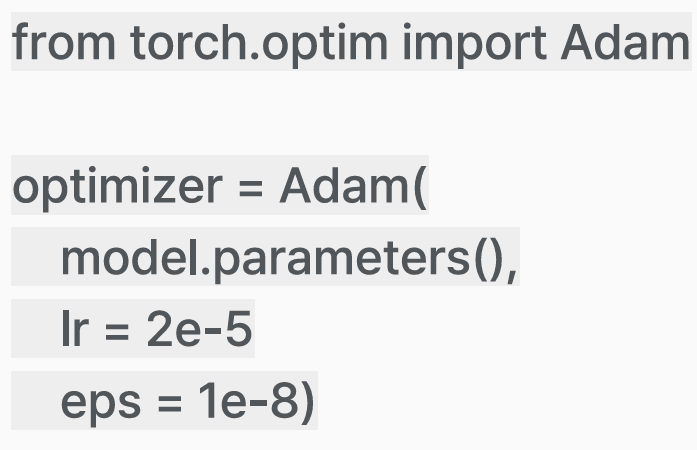 from torch.optim import Adam
optimizer = Adam(
model.parameters(),
lr = 2e-5
eps = 1e-8)